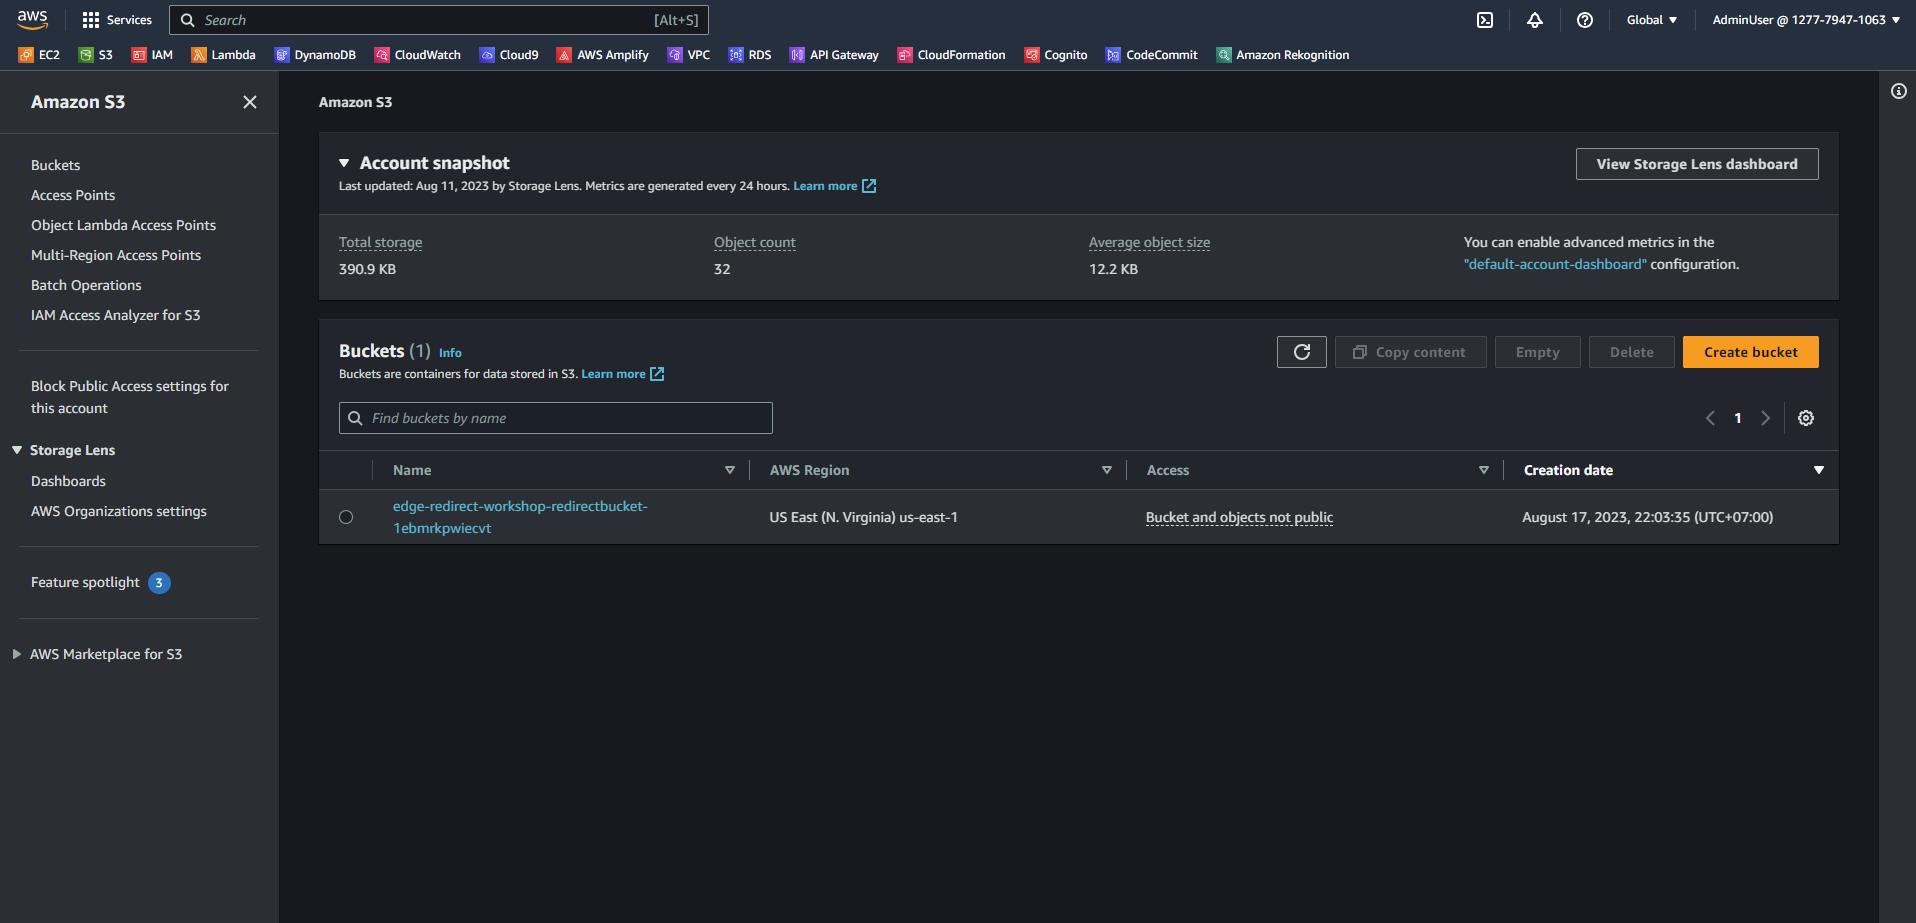 aws
Services
Search
[Alt+S]
Global
AdminUser @ 1277-7947-1063
EC2
S3
IAM
Lambda
DynamoDB
CloudWatch
Cloud9
AWS Amplify
VPC
RDS
API Gateway
CloudFormation
Cognito
CodeCommit
Amazon Rekognition
Amazon S3
Buckets
Access Points
Object Lambda Access Points
Multi-Region Access Points
Batch Operations
IAM Access Analyzer for S3
Block Public Access settings for
this account
Storage Lens
Dashboards
AWS Organizations settings
Feature spotlight 3
AWS Marketplace for S3
Amazon S3
Account snapshot
Last updated: Aug 11, 2023 by Storage Lens. Metrics are generated every 24 hours. Learn more
View Storage Lens dashboard
Total storage
390.9 KB
Object count
32
Average object size
12.2 KB
You can enable advanced metrics in the
"default-account-dashboard" configuration.
Buckets (1) Info
Buckets are containers for data stored in S3. Learn more
Copy content
Empty
Delete
Create bucket
Find buckets by name
1
Name
AWS Region
Access
Creation date
edge-redirect-workshop-redirectbucket-
1ebmrkpwiecvt
US East (N. Virginia) us-east-1
Bucket and objects not public
August 17, 2023, 22:03:35 (UTC+07:00)